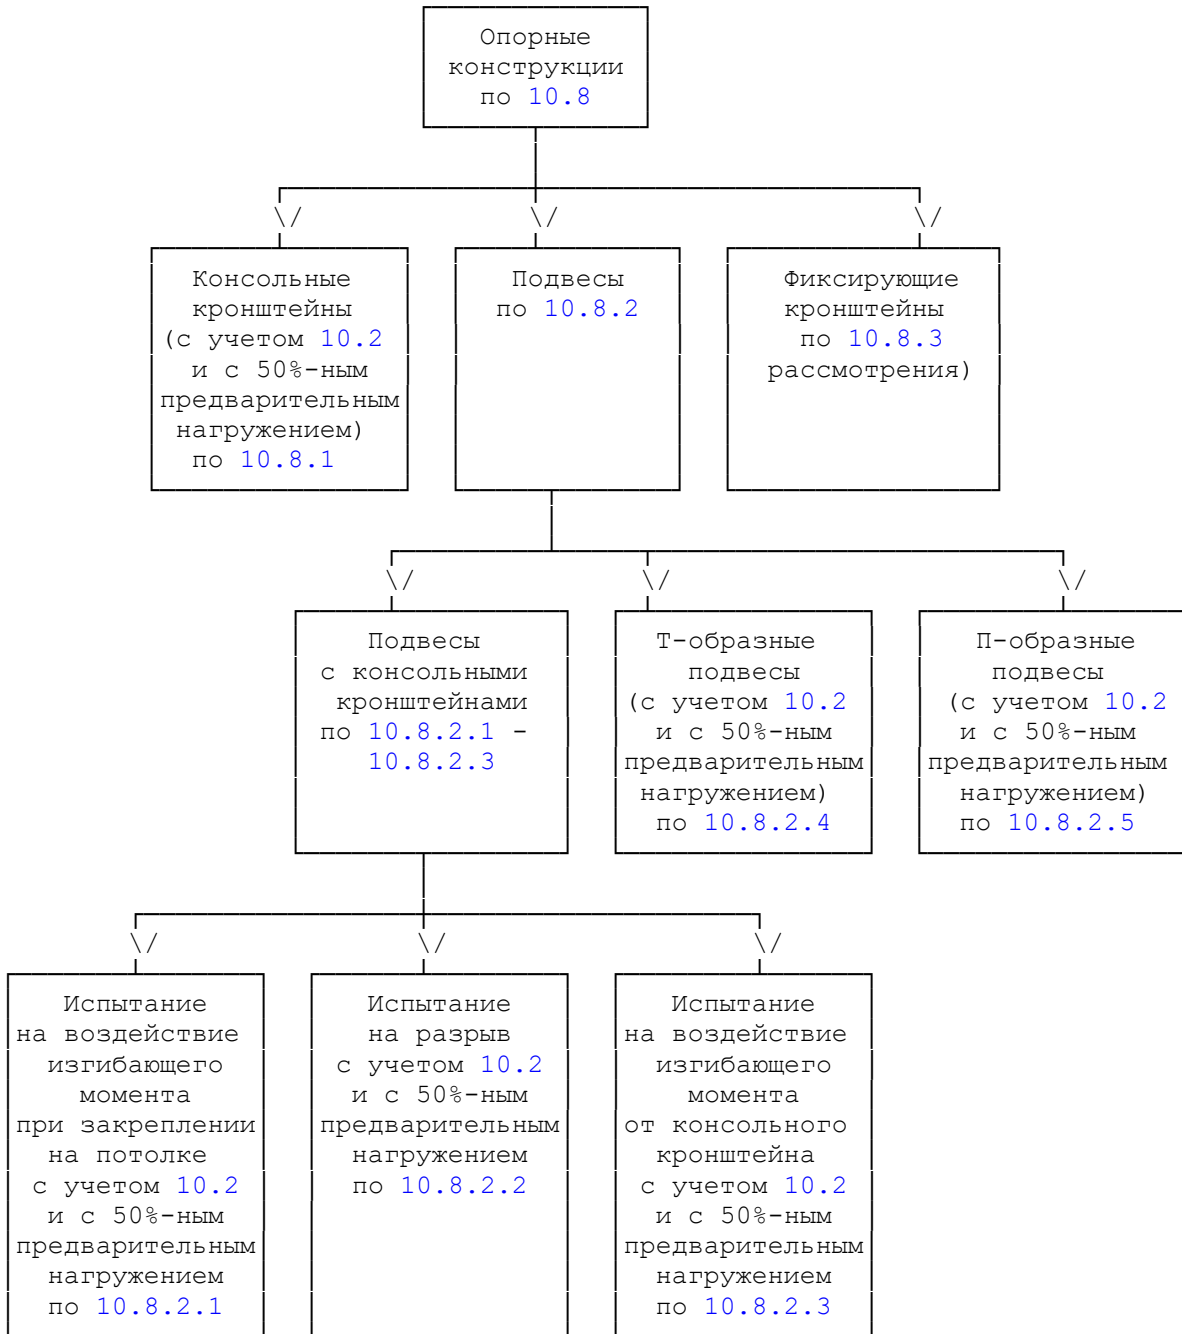 Опорные
конструкции
по 10.8
Консольные
кронштейны
(с учетом 10.2
и с 50%-ным
предварительным
нагружением)
по 10.8.1
Подвесы
по 10.8.2
Фиксирующие
кронштейны
по 10.8.3
рассмотрения)
Подвесы
с консольными
кронштейнами
по 10.8.2.1 -
10.8.2.3
Т-образные
подвесы
(с учетом 10.2
и с 50%-ным
предварительным
нагружением)
по 10.8.2.4
П-образные
подвесы
(с учетом 10.2
и с 50%-ным
предварительным
нагружением)
по 10.8.2.5
Испытание
на воздействие
изгибающего
момента
при закреплении
на потолке
с учетом 10.2
и с 50%-ным
предварительным
нагружением
по 10.8.2.1
Испытание
на разрыв
с учетом 10.2
и с 50%-ным
предварительным
нагружением
по 10.8.2.2
Испытание
на воздействие
изгибающего
момента
от консольного
кронштейна
с учетом 10.2
и с 50%-ным
предварительным
нагружением
по 10.8.2.3